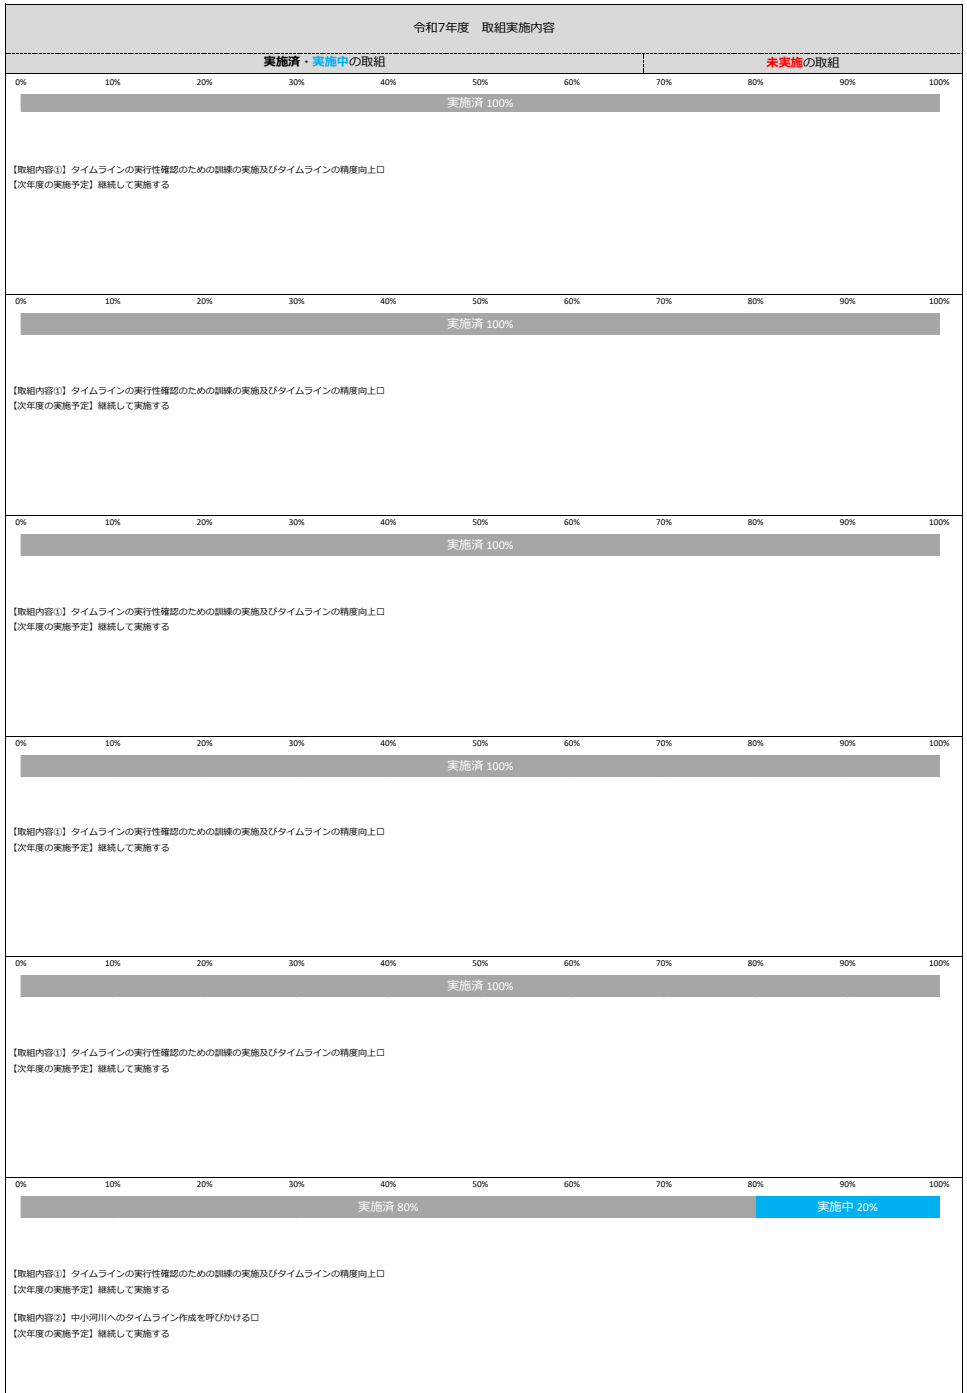 令和7年度　取組実施内容
実施済・実施中の取組　未実施の取組
0% 10% 20% 30% 40% 50% 60% 70% 80% 90% 100%
実施済 100%
【取組内容①】タイムラインの実行性確認のための訓練の実施及びタイムラインの精度向上□
【次年度の実施予定】継続して実施する
0% 10% 20% 30% 40% 50% 60% 70% 80% 90% 100%
実施済 100%
【取組内容①】タイムラインの実行性確認のための訓練の実施及びタイムラインの精度向上□
【次年度の実施予定】継続して実施する
0% 10% 20% 30% 40% 50% 60% 70% 80% 90% 100%
実施済 100%
【取組内容①】タイムラインの実行性確認のための訓練の実施及びタイムラインの精度向上□
【次年度の実施予定】継続して実施する
0% 10% 20% 30% 40% 50% 60% 70% 80% 90% 100%
実施済 100%
【取組内容①】タイムラインの実行性確認のための訓練の実施及びタイムラインの精度向上□
【次年度の実施予定】継続して実施する
0% 10% 20% 30% 40% 50% 60% 70% 80% 90% 100%
実施済 100%
【取組内容①】タイムラインの実行性確認のための訓練の実施及びタイムラインの精度向上□
【次年度の実施予定】継続して実施する
0% 10% 20% 30% 40% 50% 60% 70% 80% 90% 100%
実施済 80% 実施中 20%
【取組内容①】タイムラインの実行性確認のための訓練の実施及びタイムラインの精度向上□
【次年度の実施予定】継続して実施する
【取組内容②】中小河川へのタイムライン作成を呼びかける□
【次年度の実施予定】継続して実施する